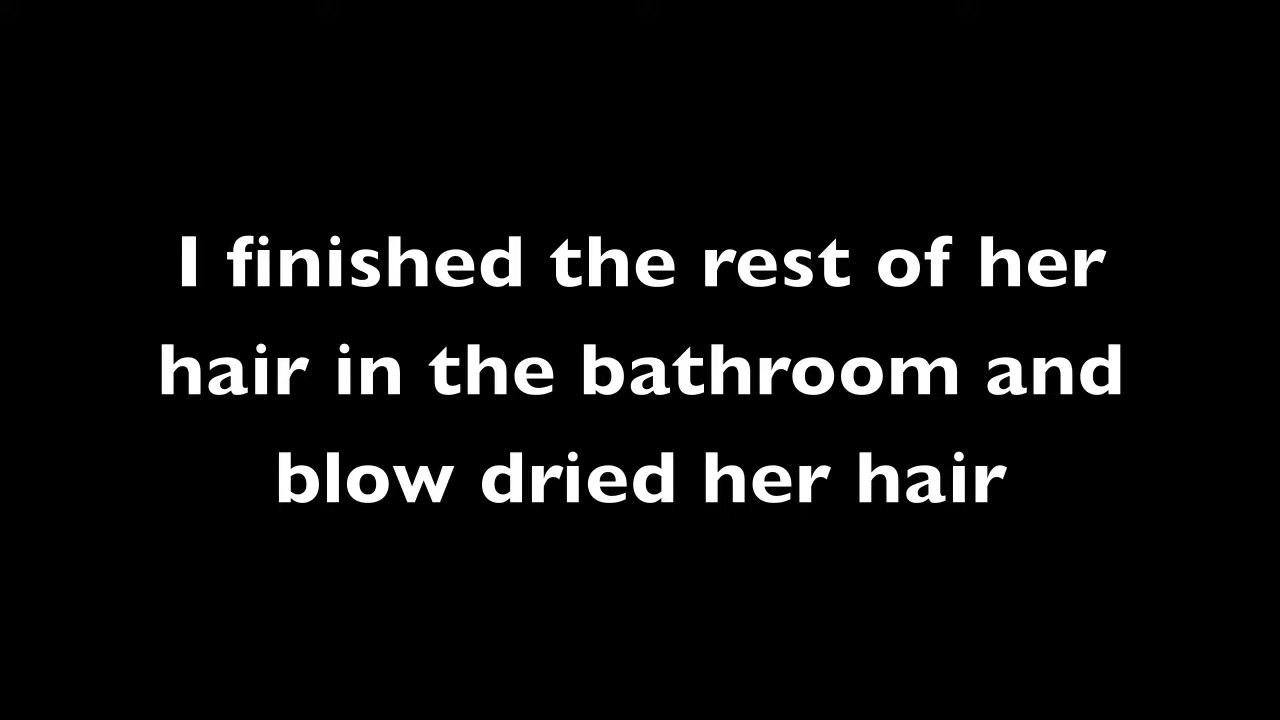 I finished the rest of her
hair in the bathroom and
blow dried her hair